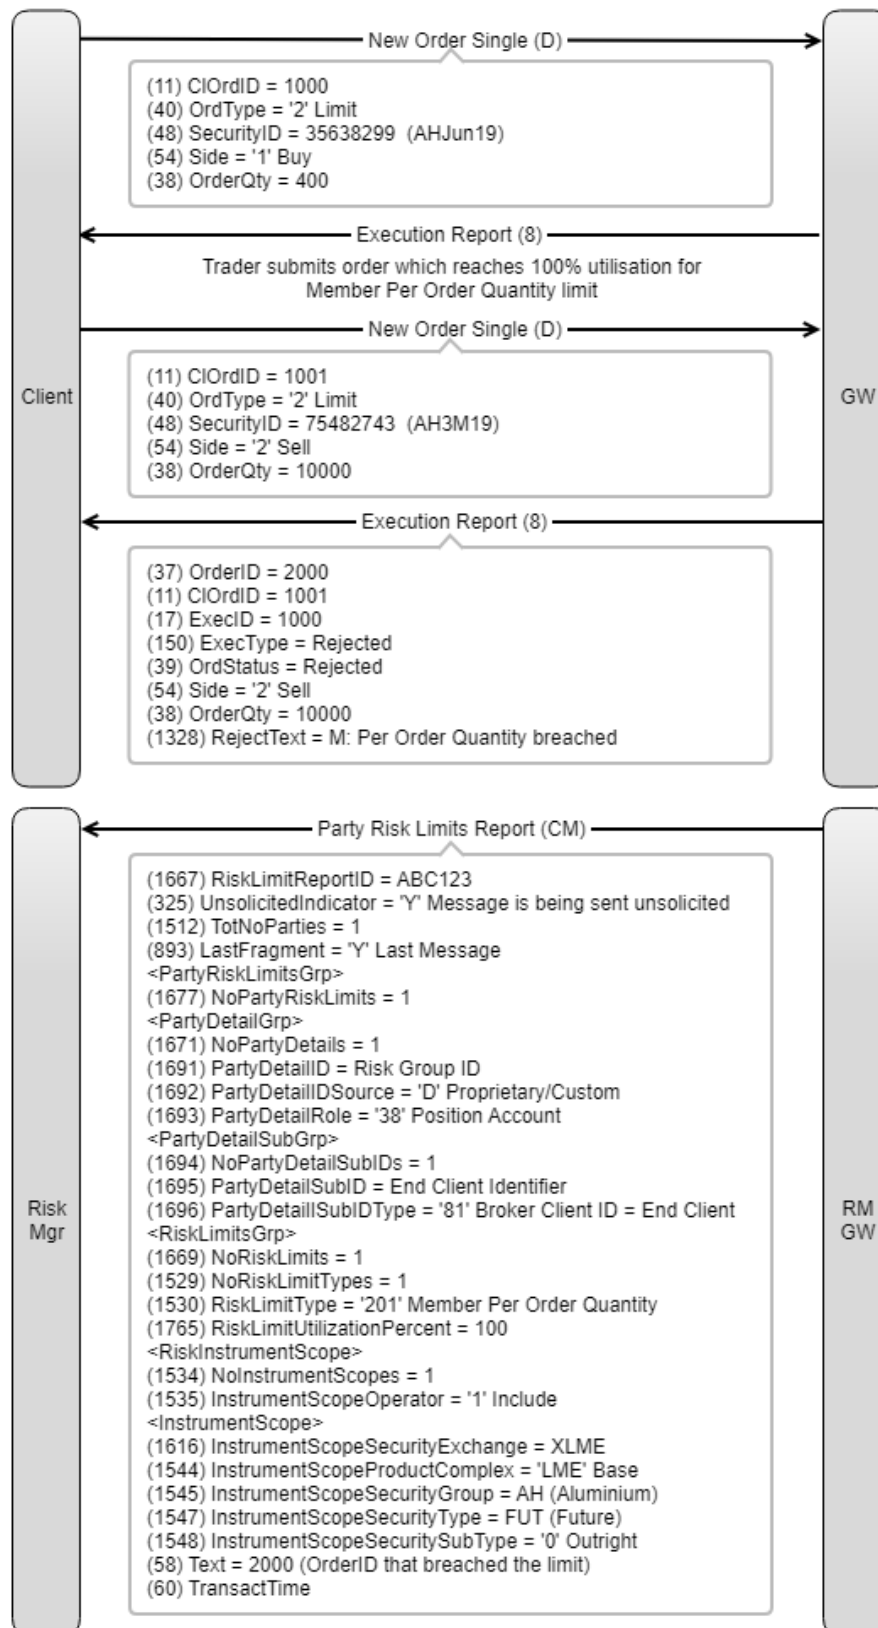 New Order Single (D)
(11) ClOrdID = 1000
(40) OrdType = '2' Limit
(48) SecurityID = 35638299 (AHJun19)
(54) Side = '1' Buy
(38) OrderQty = 400
Execution Report (8)
Trader submits order which reaches 100% utilisation for
Member Per Order Quantity limit
New Order Single (D)
(11) ClOrdID = 1001
(40) OrdType = '2' Limit
(48) SecurityID = 75482743 (AH3M19)
(54) Side = '2' Sell
(38) OrderQty = 10000
Client
GW
Execution Report (8)
(37) OrderID = 2000
(11) ClOrdID = 1001
(17) ExecID = 1000
(150) ExecType = Rejected
(39) OrdStatus = Rejected
(54) Side = '2' Sell
(38) OrderQty = 10000
(1328) RejectText = M: Per Order Quantity breached
Party Risk Limits Report (CM)
(1667) RiskLimitReportID = ABC123
(325) UnsolicitedIndicator = 'Y' Message is being sent unsolicited
(1512) TotNoParties = 1
(893) LastFragment = 'Y' Last Message
<PartyRiskLimitsGrp>
(1677) NoPartyRiskLimits = 1
<PartyDetailGrp>
(1671) NoPartyDetails = 1
(1691) PartyDetailID = Risk Group ID
(1692) PartyDetailIDSource = 'D' Proprietary/Custom
(1693) PartyDetailRole = '38' Position Account
<PartyDetailSubGrp>
(1694) NoPartyDetailSubIDs = 1
(1695) PartyDetailSubID = End Client Identifier
(1696) PartyDetailISubIDType = '81' Broker Client ID = End Client
<RiskLimitsGrp>
(1669) NoRiskLimits = 1
(1529) NoRiskLimitTypes = 1
(1530) RiskLimitType = '201' Member Per Order Quantity
(1765) RiskLimitUtilizationPercent = 100
<RiskInstrumentScope>
(1534) NoInstrumentScopes = 1
(1535) InstrumentScopeOperator = '1' Include
<InstrumentScope>
(1616) InstrumentScopeSecurityExchange = XLME
(1544) InstrumentScopeProductComplex = 'LME' Base
(1545) InstrumentScopeSecurityGroup = AH (Aluminium)
(1547) InstrumentScopeSecurityType = FUT (Future)
(1548) InstrumentScopeSecuritySubType = '0' Outright
(58) Text = 2000 (OrderID that breached the limit)
(60) TransactTime
Risk
Mgr
RM
GW